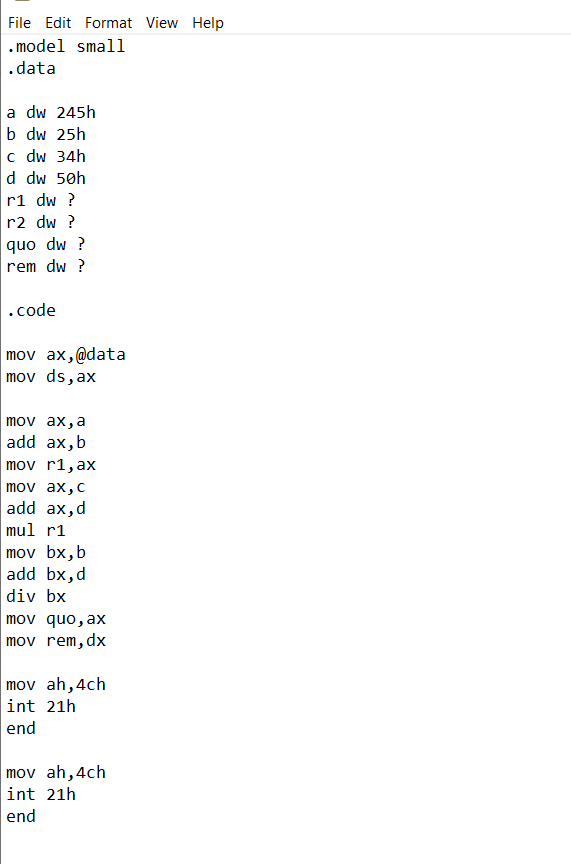 File Edit Format View Help
.model small
.data
a dw 245h
b dw 25h
c dw 34h
d dw 50h
r1 dw ?
r2 dw ?
quo dw ?
rem dw ?
.code
mov ax,@data
mov ds,ax
mov ax,a
add ax,b
mov r1,ax
mov ax,c
add ax,d
mul r1
mov bx,b
add bx,d
div bx
mov quo,ax
mov rem,dx
mov ah,4ch
int 21h
end
mov ah,4ch
int 21h
end